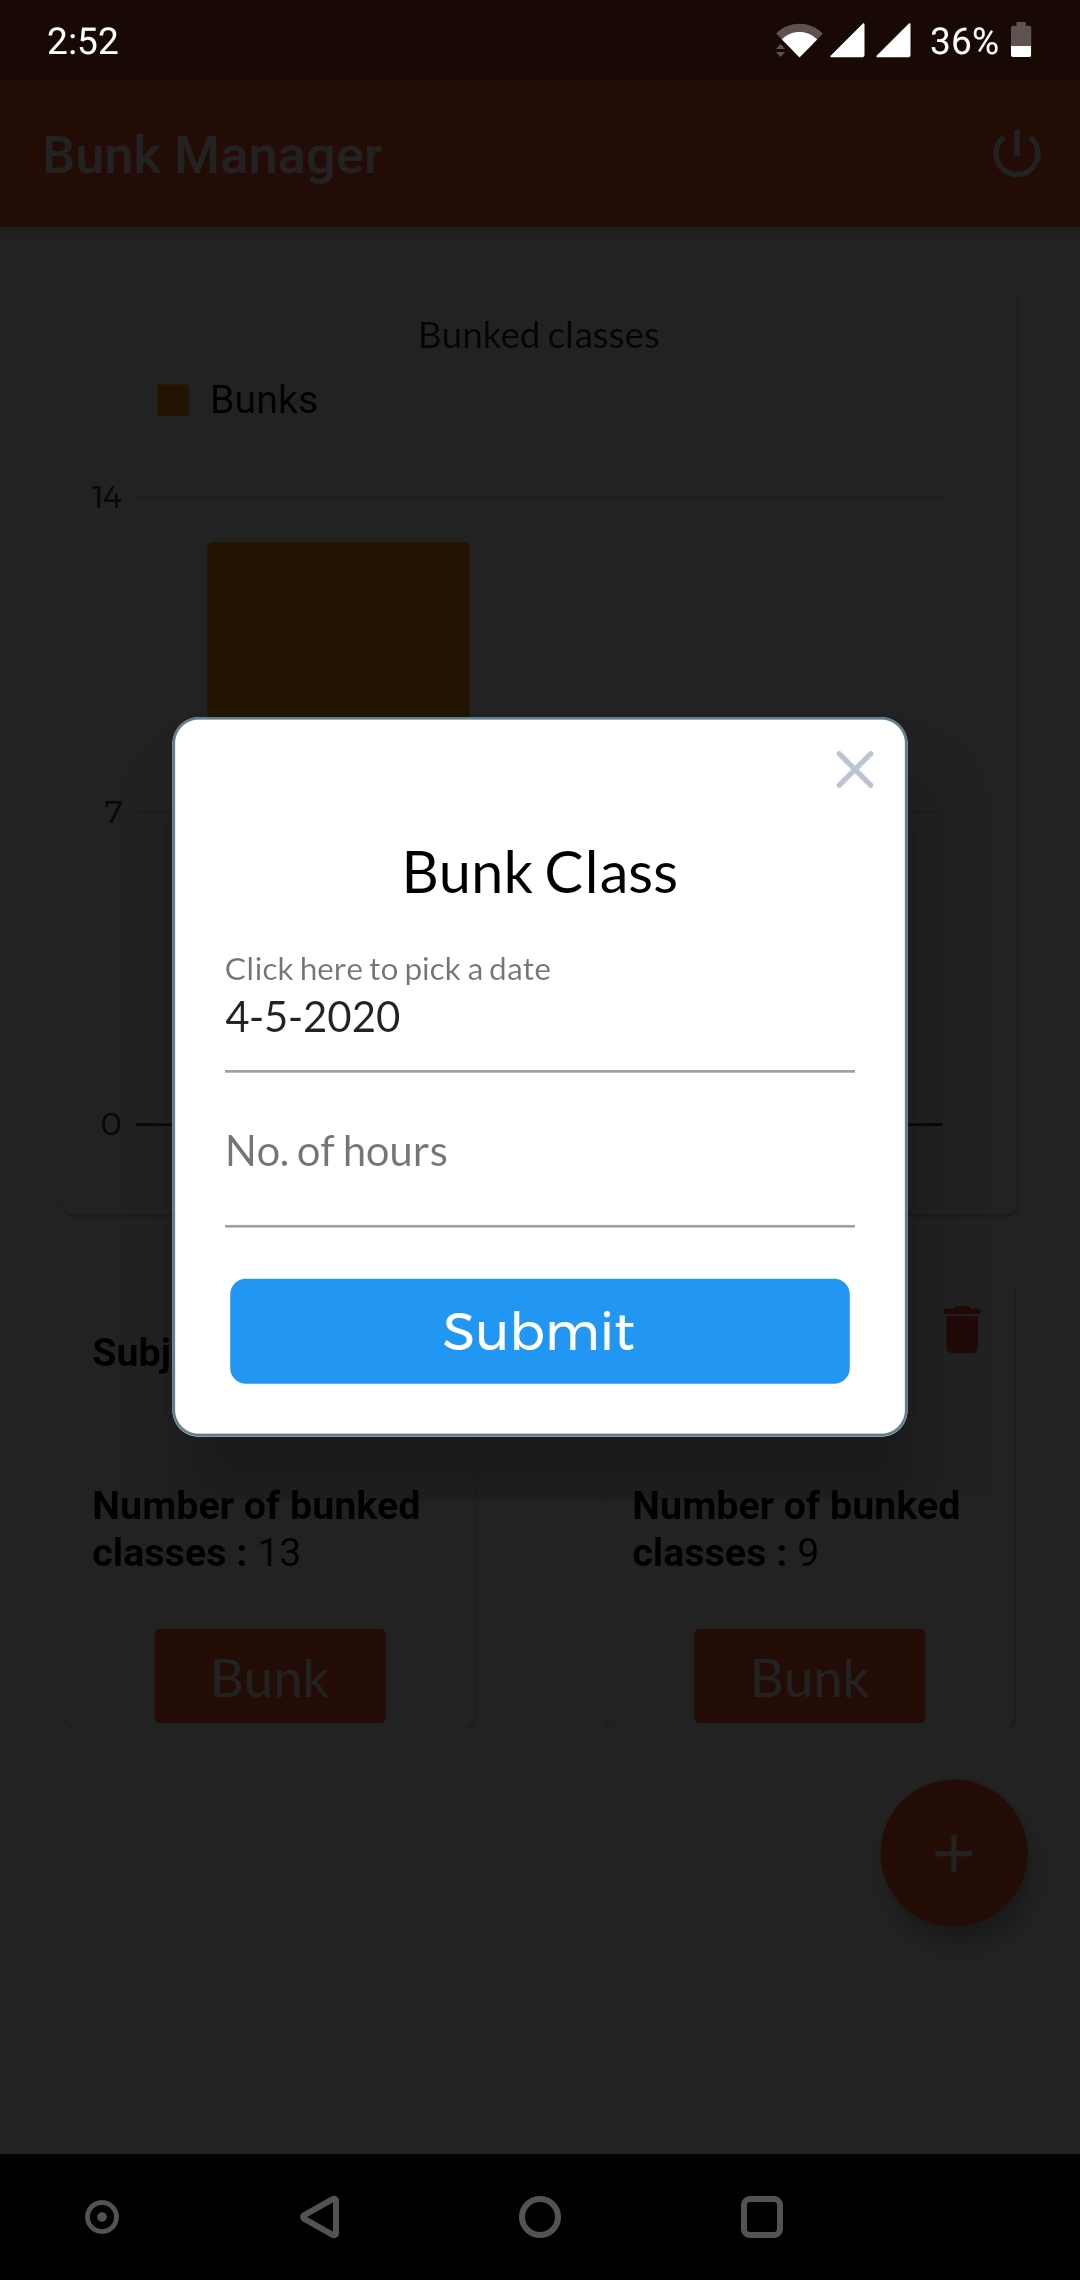 2:52
36%
Bunk Manager
Bunked classes
Bunks
14
7
0
Bunk Class
Click here to pick a date
4-5-2020
No. of hours
Submit
Subj
Number of bunked
classes : 13
Number of bunked
classes : 9
Bunk
Bunk